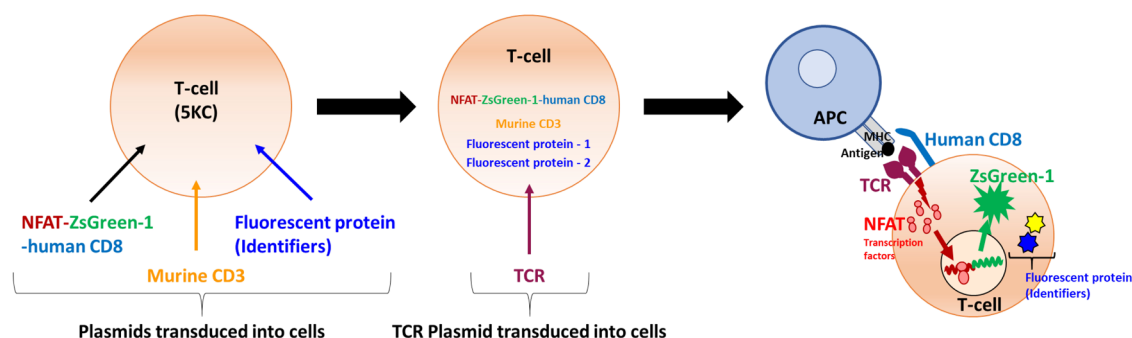 T-cell
(5KC)
NFAT-ZsGreen-1
-human CD8
Murine CD3
Fluorescent protein
(Identifiers)
Plasmids transduced into cells
T-cell
NFAT-ZsGreen-1-human CD8
Murine CD3
Fluorescent protein - 1
Fluorescent protein - 2
TCR
TCR Plasmid transduced into cells
APC
MHC
Antigen
Human CD8
TCR
ZsGreen-1
NFAT
Transcription
factors
T-cell
Fluorescent protein
(Identifiers)